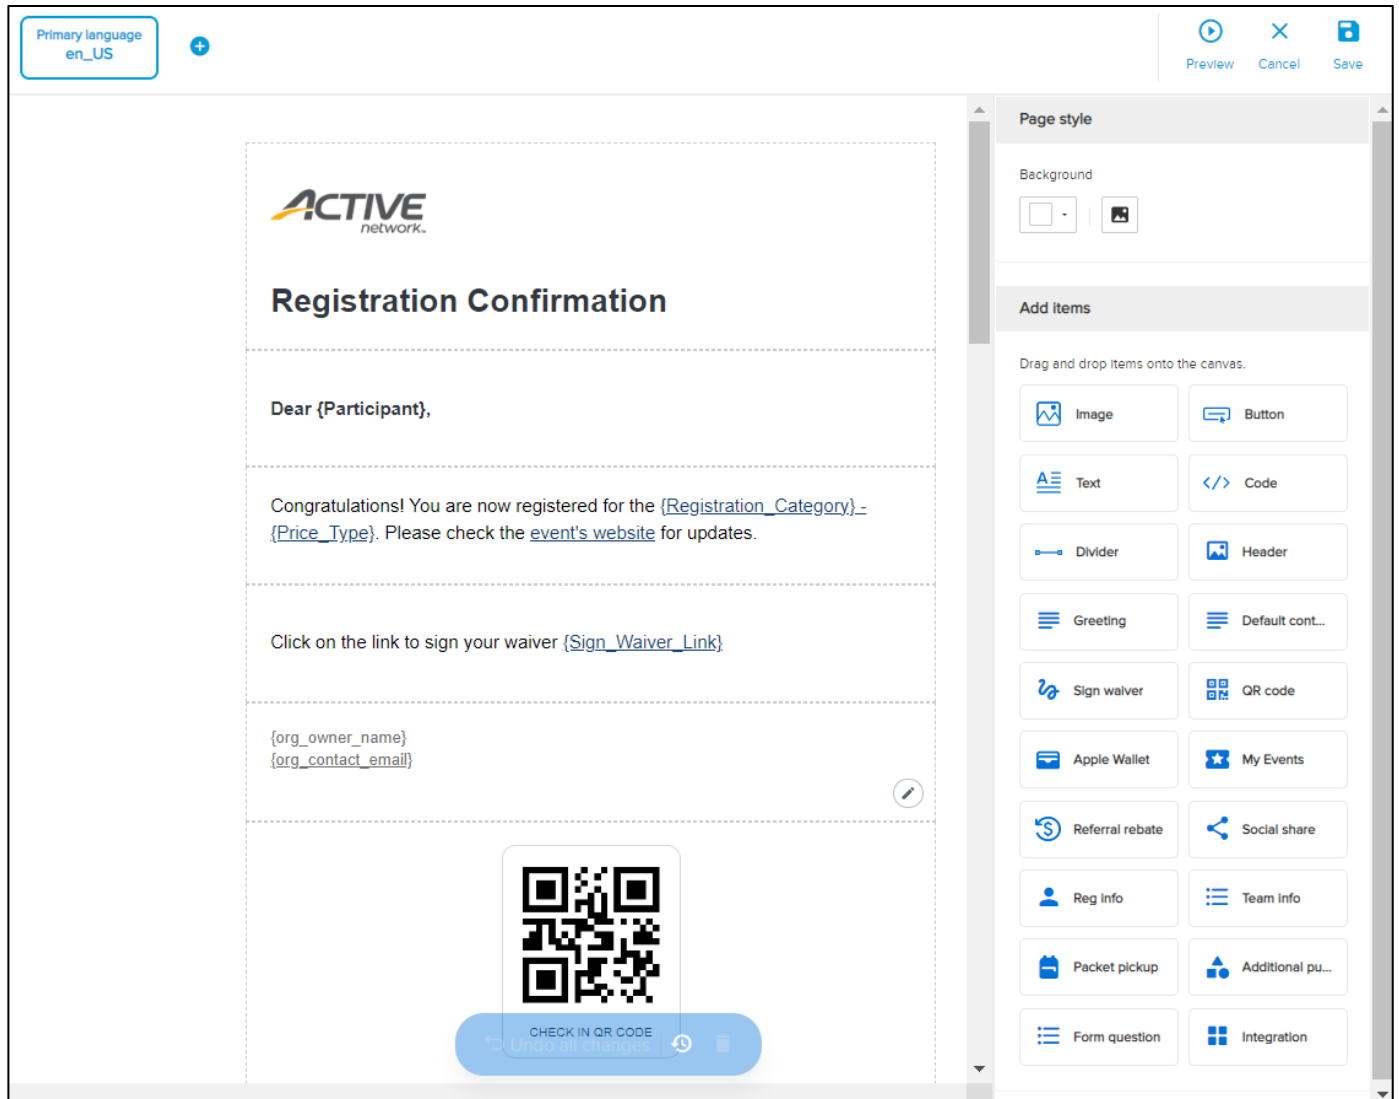 Primary language
en_US
Preview
Cancel
Save
ACTIVE
network.
Registration Confirmation
Dear {Participant},
Congratulations! You are now registered for the {Registration_Category} -
{Price_Type}. Please check the event's website for updates.
Click on the link to sign your waiver {Sign_Waiver_Link}
{org_owner_name}
{org_contact_email}
CHECK IN QR CODE
Undo all changes
Page style
Background
Add items
Drag and drop items onto the canvas.
Image
Button
Text
Code
Divider
Header
Greeting
Default cont...
Sign waiver
QR code
Apple Wallet
My Events
Referral rebate
Social share
Reg info
Team info
Packet pickup
Additional pu...
Form question
Integration